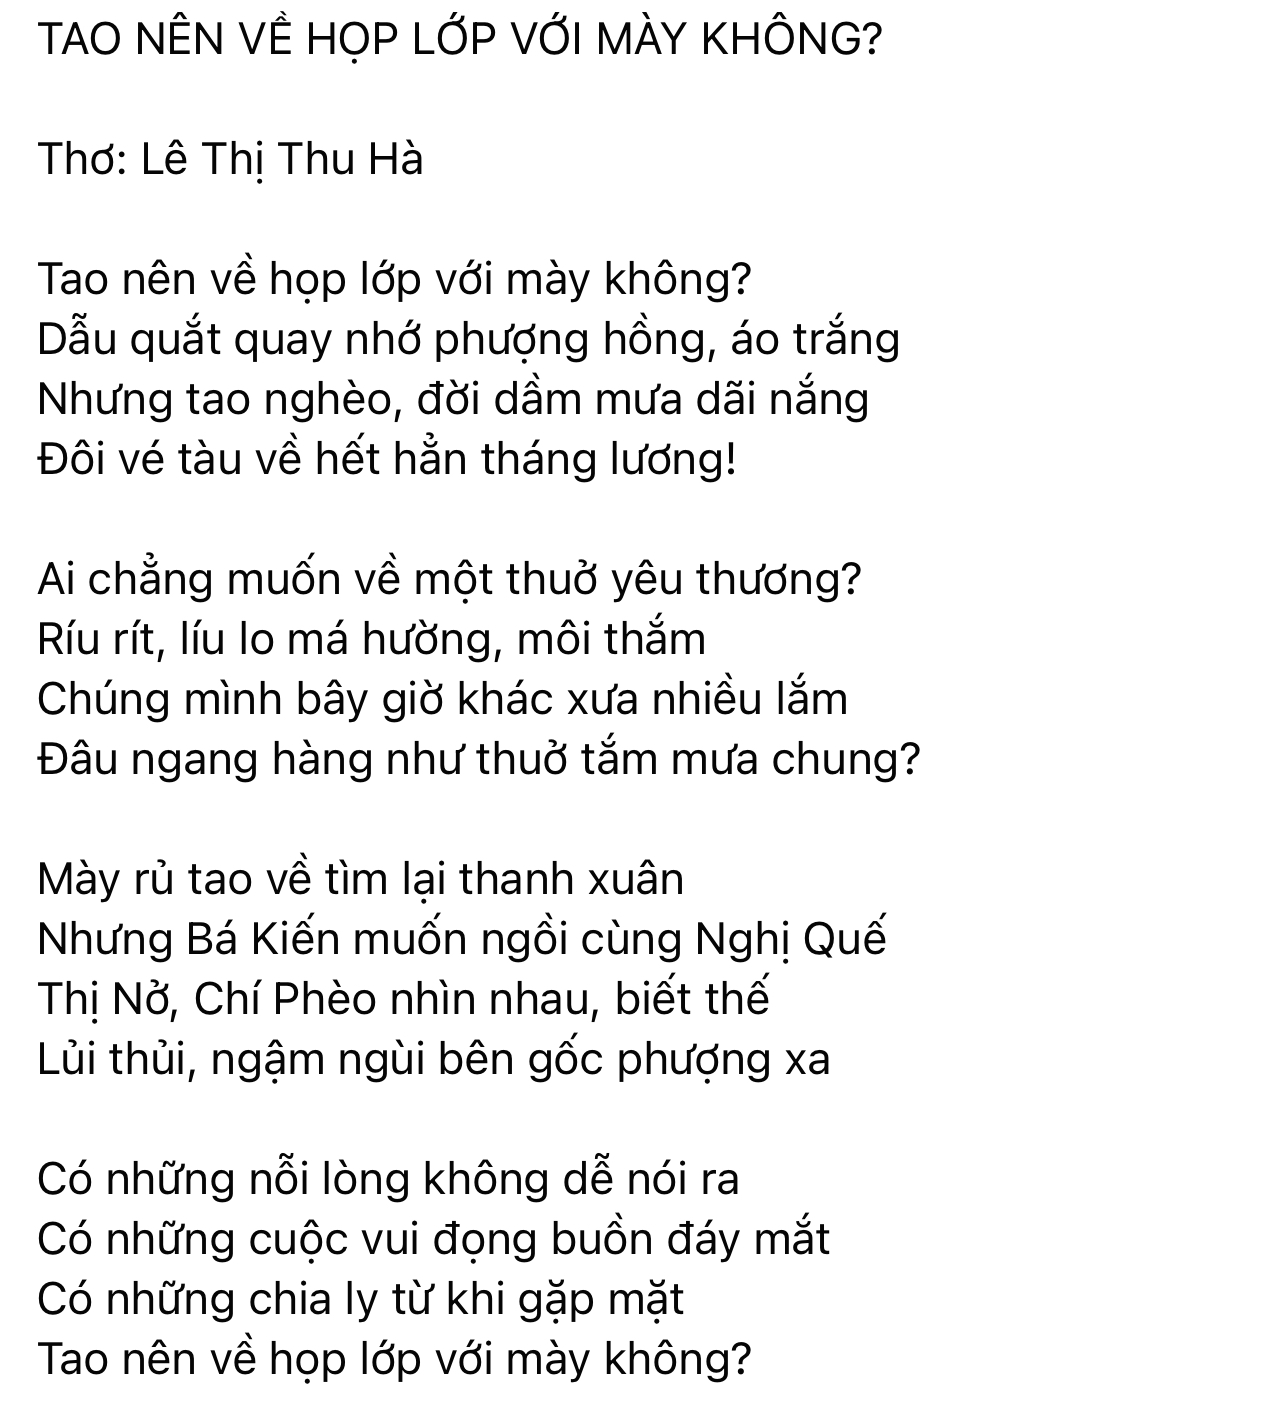 TAO NÊN VỀ HỌP LỚP VỚI MÀY KHÔNG?
Thơ: Lê Thị Thu Hà
Tao nên về họp lớp với mày không?
Dẫu quắt quay nhớ phượng hồng, áo trắng
Nhưng tao nghèo, đời dầm mưa dãi nắng
Đôi vé tàu về hết hẳn tháng lương!
Ai chẳng muốn về một thuở yêu thương?
Ríu rít, líu lo má hường, môi thắm
Chúng mình bây giờ khác xưa nhiều lắm
Đâu ngang hàng như thuở tắm mưa chung?
Mày rủ tao về tìm lại thanh xuân
Nhưng Bá Kiến muốn ngồi cùng Nghị Quế
Thị Nở, Chí Phèo nhìn nhau, biết thế
Lủi thủi, ngậm ngùi bên gốc phượng xa
Có những nỗi lòng không dễ nói ra
Có những cuộc vui đọng buồn đáy mắt
Có những chia ly từ khi gặp mặt
Tao nên về họp lớp với mày không?